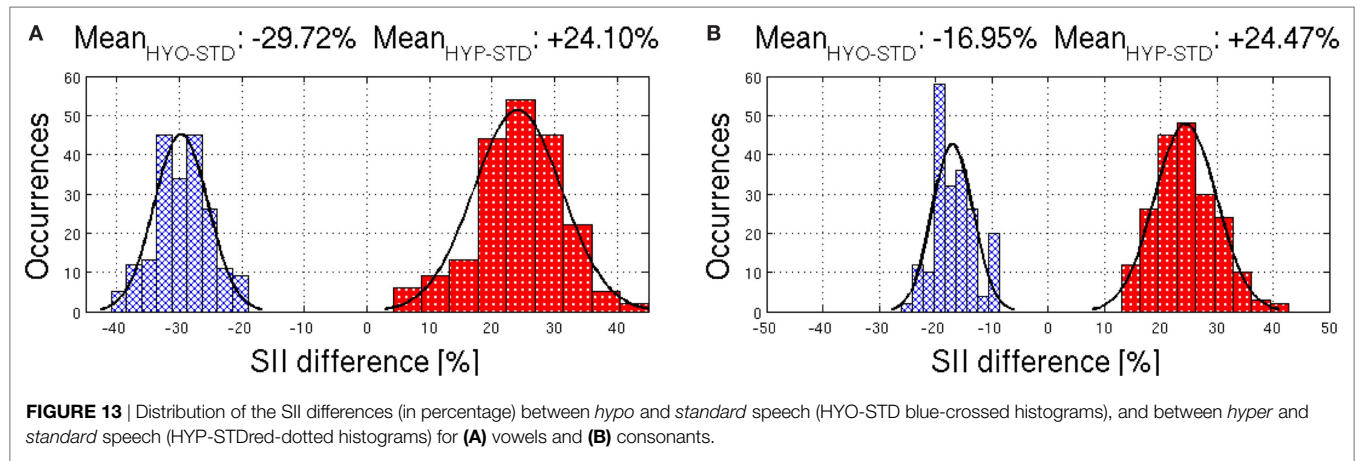 A Mean HYO-STD: -29.72% Mean HYP-STD: +24.10%
60
50
40
30
20
10
0
Occurrences
-40 -30 -20 -10 0 10 20 30 40
SII difference [%]
B Mean HYO-STD: -16.95% Mean HYP-STD: +24.47%
60
50
40
30
20
10
0
Occurrences
-50 -40 -30 -20 -10 0 10 20 30 40 50
SII difference [%]
FIGURE 13 | Distribution of the SII differences (in percentage) between hypo and standard speech (HYO-STD blue-crossed histograms), and between hyper and
standard speech (HYP-STDred-dotted histograms) for (A) vowels and (B) consonants.